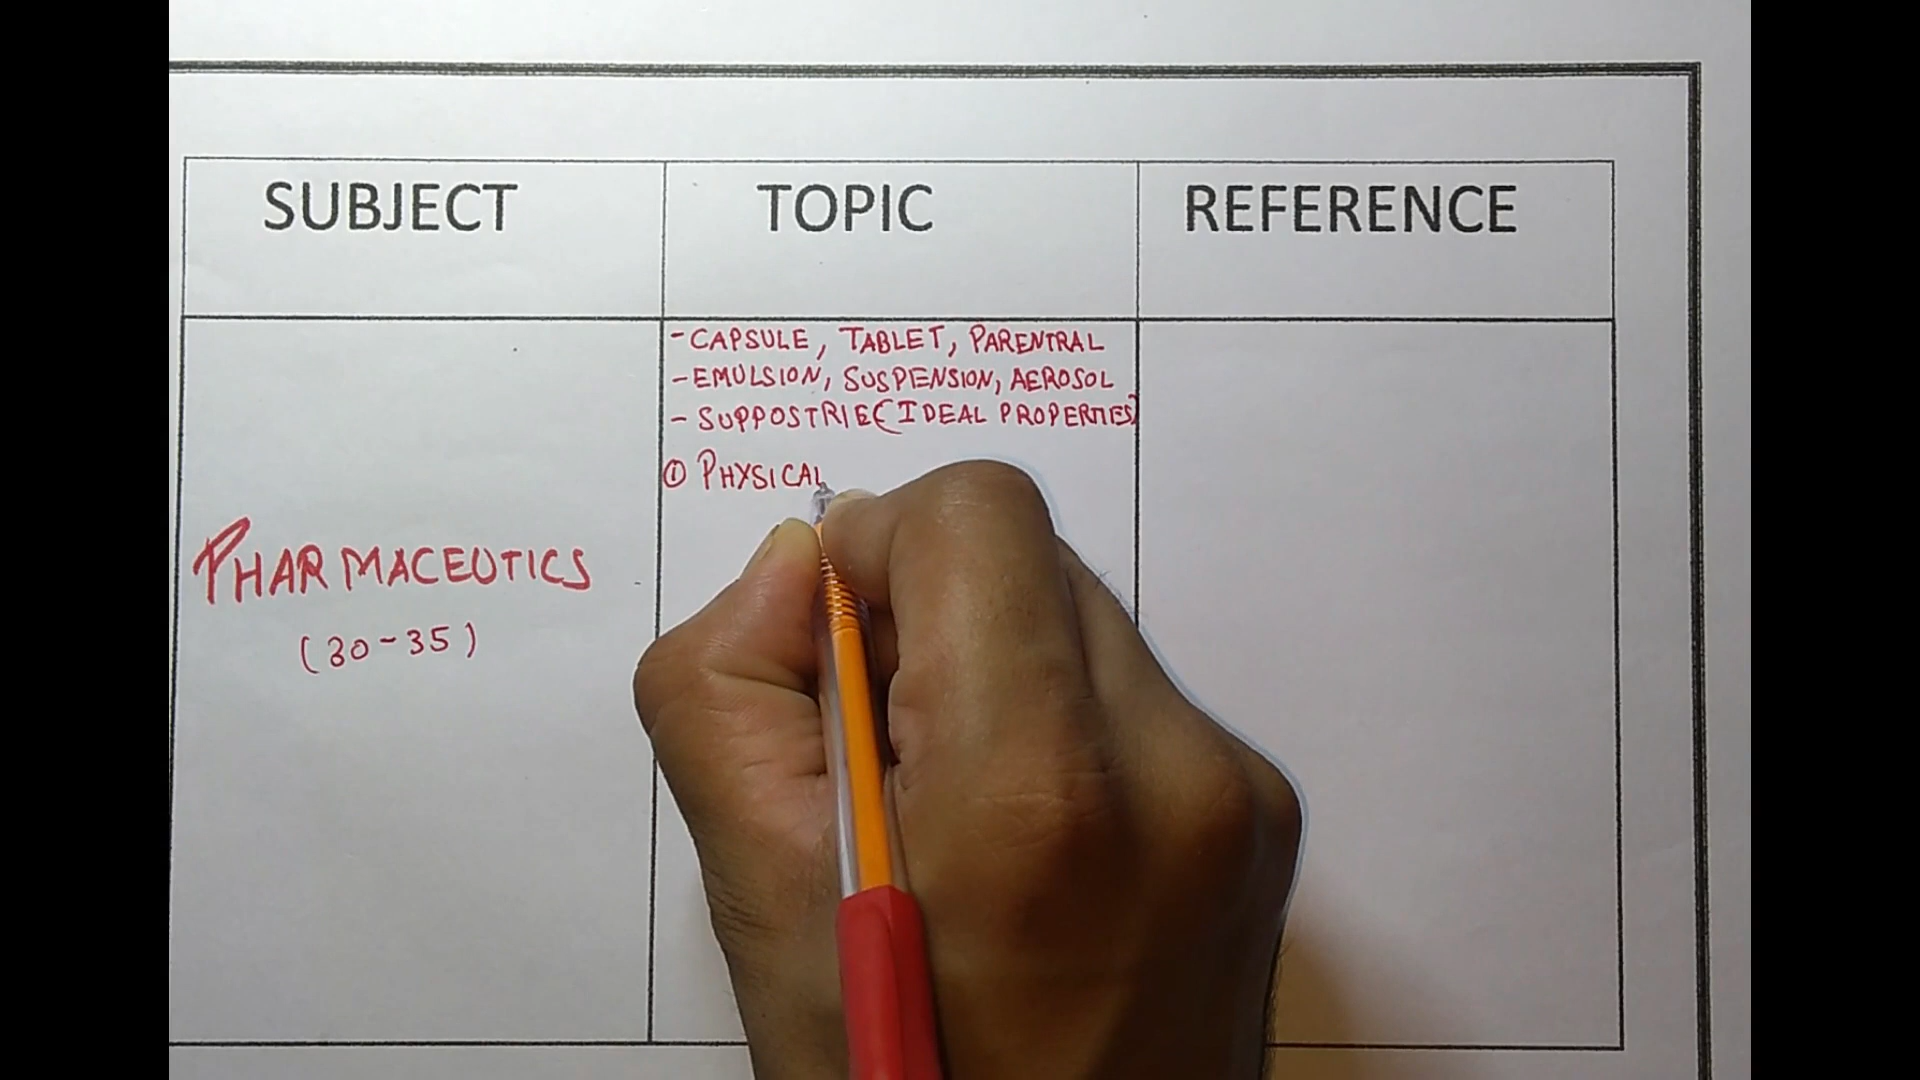 SUBJECT TOPIC REFERENCE
-CAPSULE, TABLET, PARENTRAL
-EMULSION, SUSPENSION, AEROSOL
- SUPPOSTRIE(IDEAL PROPERTIES)
① PHYSICAL
PHARMACEUTICS
(30-35)